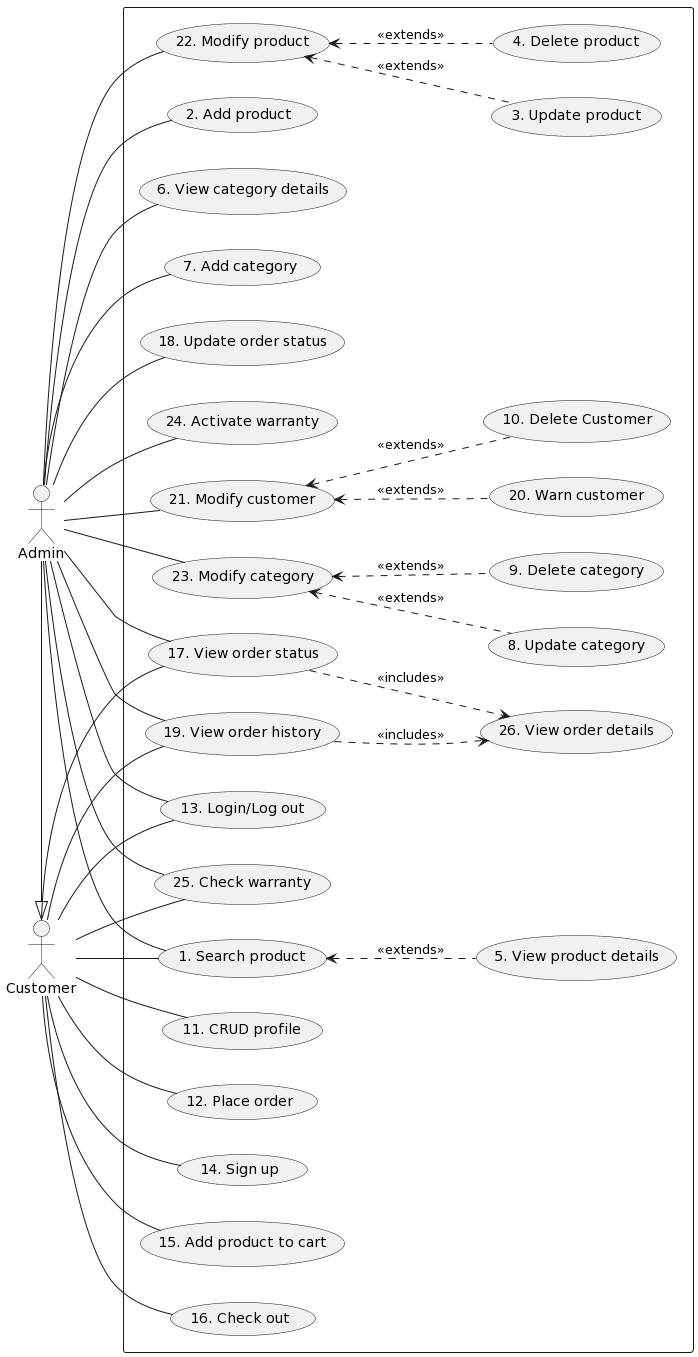 22. Modify product
«extends»
4. Delete product
«extends»
3. Update product
2. Add product
6. View category details
7. Add category
18. Update order status
24. Activate warranty
10. Delete Customer
«extends»
21. Modify customer
«extends»
20. Warn customer
Admin
23. Modify category
«extends»
9. Delete category
«extends»
8. Update category
17. View order status
«includes»
26. View order details
19. View order history
«includes»
13. Login/Log out
25. Check warranty
1. Search product
«extends»
5. View product details
Customer
11. CRUD profile
12. Place order
14. Sign up
15. Add product to cart
16. Check out